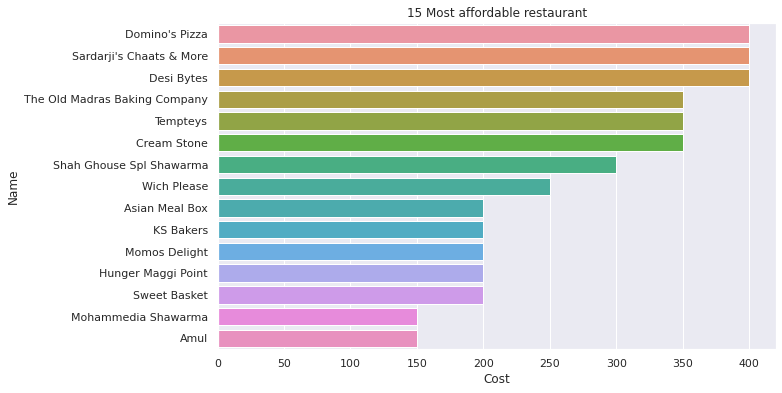 15 Most affordable restaurant
Name
Domino's Pizza
Sardarji's Chaats & More
Desi Bytes
The Old Madras Baking Company
Tempteys
Cream Stone
Shah Ghouse Spl Shawarma
Wich Please
Asian Meal Box
KS Bakers
Momos Delight
Hunger Maggi Point
Sweet Basket
Mohammedia Shawarma
Amul
0 50 100 150 200 250 300 350 400
Cost